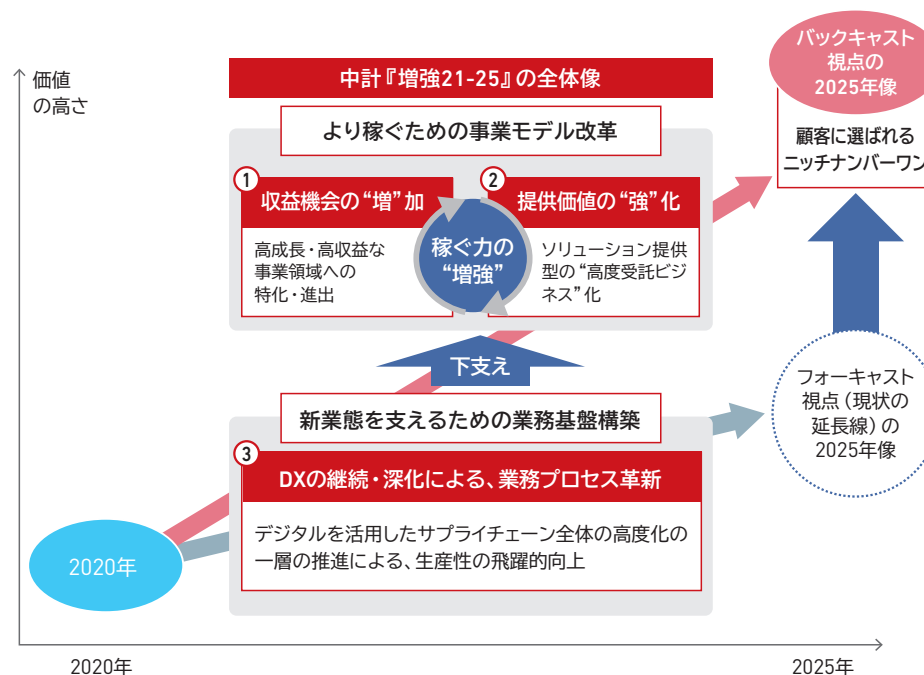 価値
の高さ
中計『増強21-25』の全体像
より稼ぐための事業モデル改革
1
収益機会の“増”加
高成長・高収益な
事業領域への
特化・進出
稼ぐ力の
“増強”
2
提供価値の“強”化
ソリューション提供
型の“高度受託ビジ
ネス”化
下支え
新業態を支えるための業務基盤構築
3
DXの継続・深化による、業務プロセス革新
デジタルを活用したサプライチェーン全体の高度化の
一層の推進による、生産性の飛躍的向上
バックキャスト
視点の
2025年像
顧客に選ばれる
ニッチナンバーワン
フォーキャスト
視点（現状の
延長線）の
2025年像
2020年
2020年
2025年